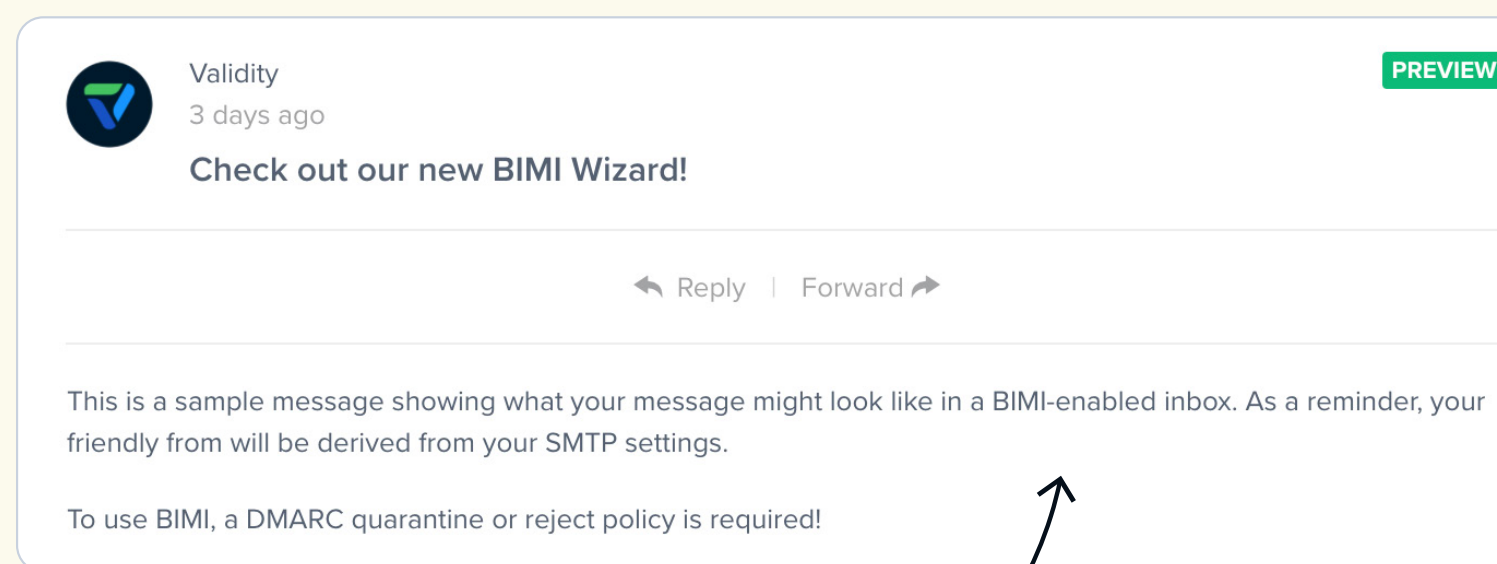 Validity
PREVIEW
3 days ago
Check out our new BIMI Wizard!
Reply | Forward
This is a sample message showing what your message might look like in a BIMI-enabled inbox. As a reminder, your
friendly from will be derived from your SMTP settings.
To use BIMI, a DMARC quarantine or reject policy is required!